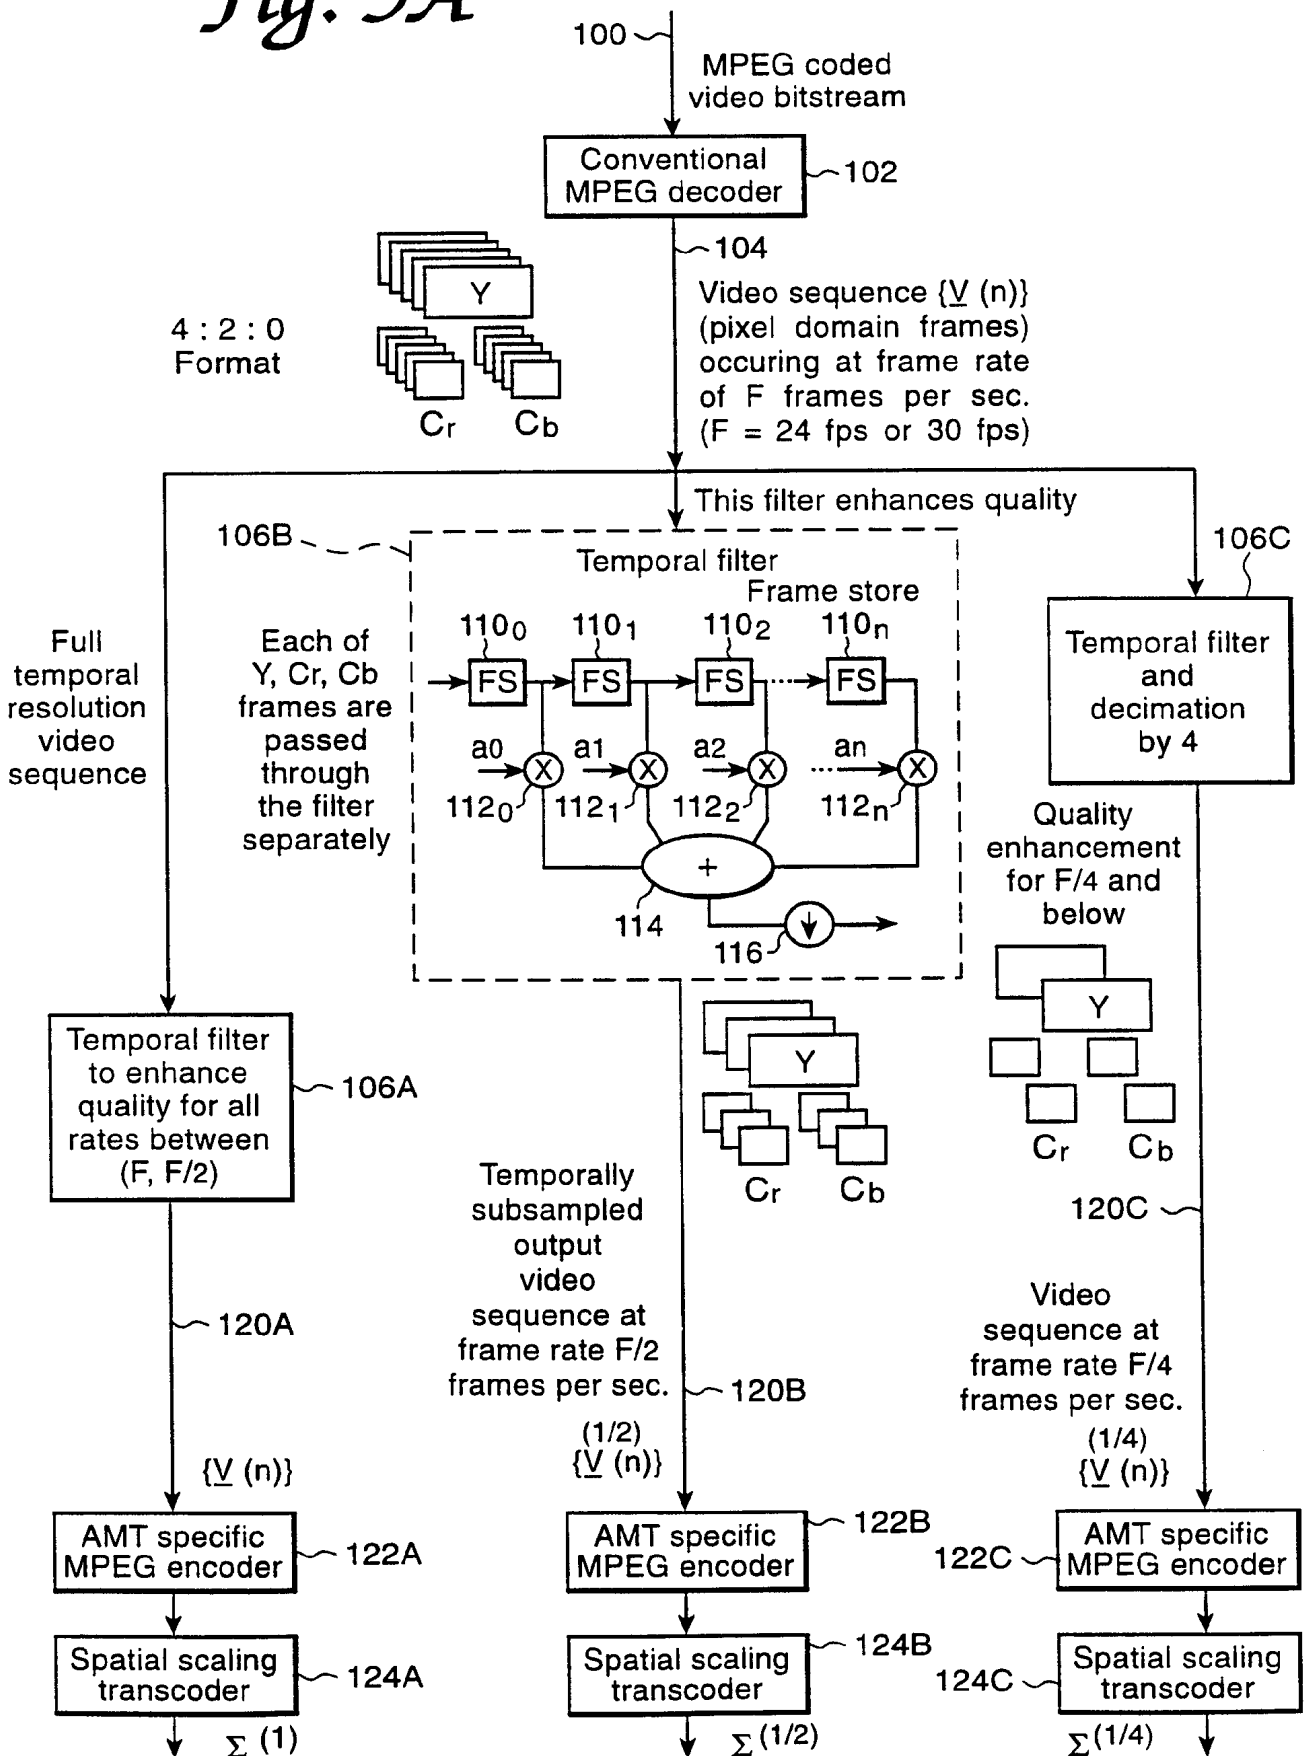 Fig. 3A
100
MPEG coded
video bitstream
Conventional
MPEG decoder
102
104
Y
4 : 2 : 0
Format
Cr
Cb
Video sequence {V (n)}
(pixel domain frames)
occuring at frame rate
of F frames per sec.
(F = 24 fps or 30 fps)
This filter enhances quality
106B
106C
Temporal filter
Frame store
110₀
110₁
110₂
110ₙ
FS
FS
FS
FS
a0
a1
a2
an
X
X
X
X
112₀
112₁
112₂
112ₙ
+
114
116
Full
temporal
resolution
video
sequence
Each of
Y, Cr, Cb
frames are
passed
through
the filter
separately
Temporal filter
and
decimation
by 4
Quality
enhancement
for F/4 and
below
Y
Cr
Cb
Temporal filter
to enhance
quality for all
rates between
(F, F/2)
106A
Y
Cr
Cb
Temporally
subsampled
output
video
sequence at
frame rate F/2
frames per sec.
120A
120B
120C
Video
sequence at
frame rate F/4
frames per sec.
{V (n)}
(1/2)
{V (n)}
(1/4)
{V (n)}
AMT specific
MPEG encoder
122A
AMT specific
MPEG encoder
122B
AMT specific
MPEG encoder
122C
Spatial scaling
transcoder
124A
Spatial scaling
transcoder
124B
Spatial scaling
transcoder
124C
Σ (1)
Σ (1/2)
Σ (1/4)